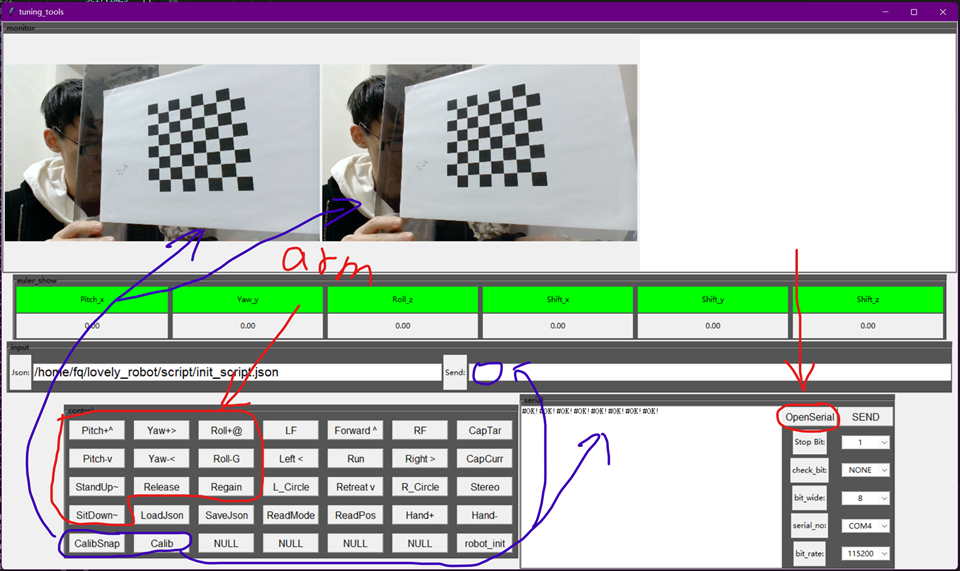 tuning_tools
monitor
arm
euler_show
Pitch_x Yaw_y Roll_z Shift_x Shift_y Shift_z
0.00 0.00 0.00 0.00 0.00 0.00
input
Json: /home/fq/lovely_robot/script/init_script.json Send:
control
Pitch+^ Yaw+> Roll+@ LF Forward ^ RF CapTar
Pitch-v Yaw-< Roll-G Left < Run Right > CapCurr
StandUp~ Release Regain L_Circle Retreat v R_Circle Stereo
SitDown~ LoadJson SaveJson ReadMode ReadPos Hand+ Hand-
CalibSnap Calib NULL NULL NULL NULL robot_init
serial
#OK!#OK!#OK!#OK!#OK!#OK!#OK!#OK!
OpenSerial SEND
Stop Bit: 1
check_bit: NONE
bit_wide: 8
serial_no: COM4
bit_rate: 115200